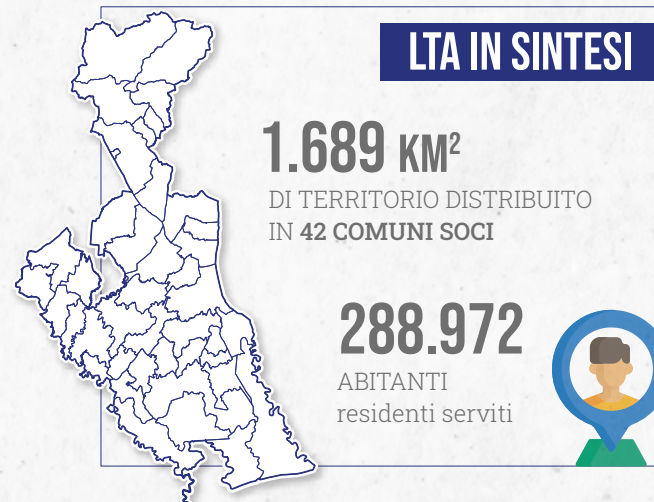 LTA IN SINTESI
1.689 KM²
DI TERRITORIO DISTRIBUITO
IN 42 COMUNI SOCI
288.972
ABITANTI
residenti serviti